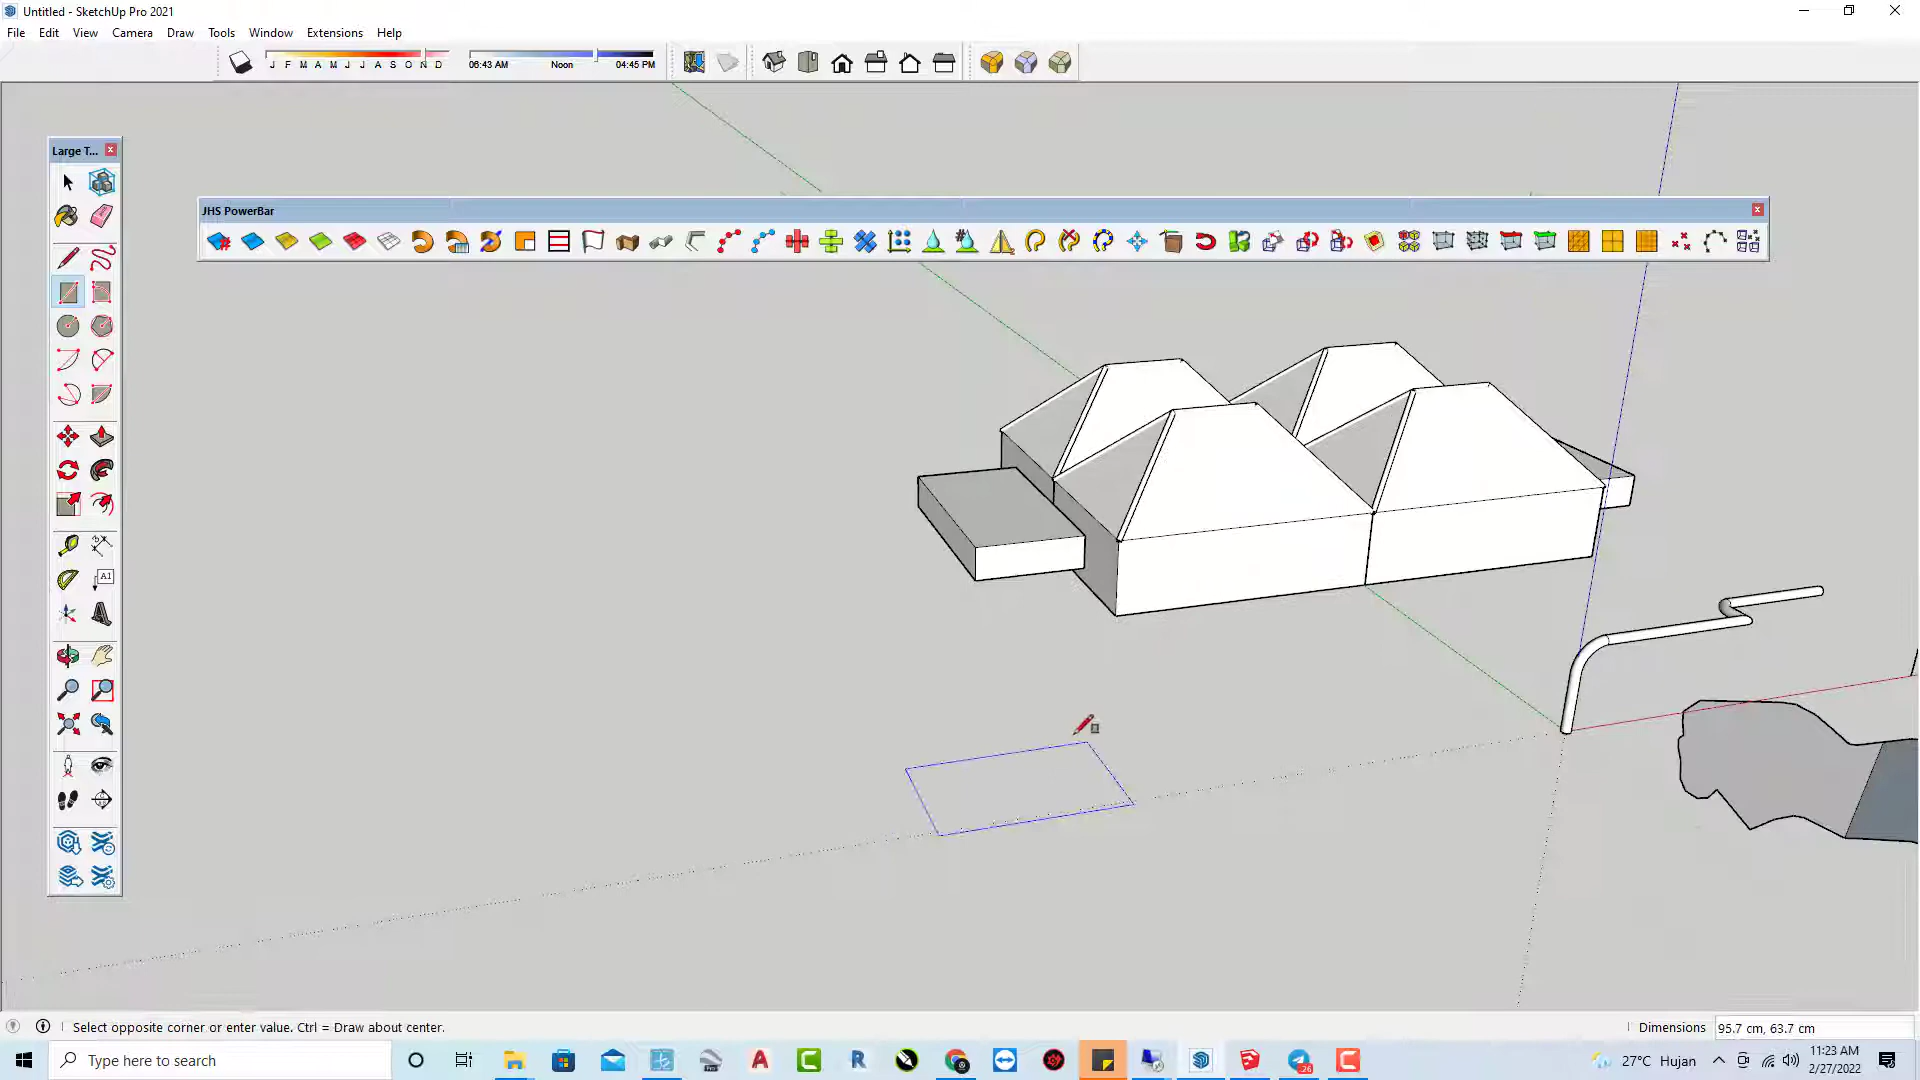 Untitled - SketchUp Pro 2021
File Edit View Camera Draw Tools Window Extensions Help
J F M A M J J A S O N D 06:43 AM Noon 04:45 PM
Large T...
JHS PowerBar
A1
Select opposite corner or enter value. Ctrl = Draw about center.
Dimensions 95.7 cm, 63.7 cm
Type here to search
27°C Hujan
11:23 AM
2/27/2022